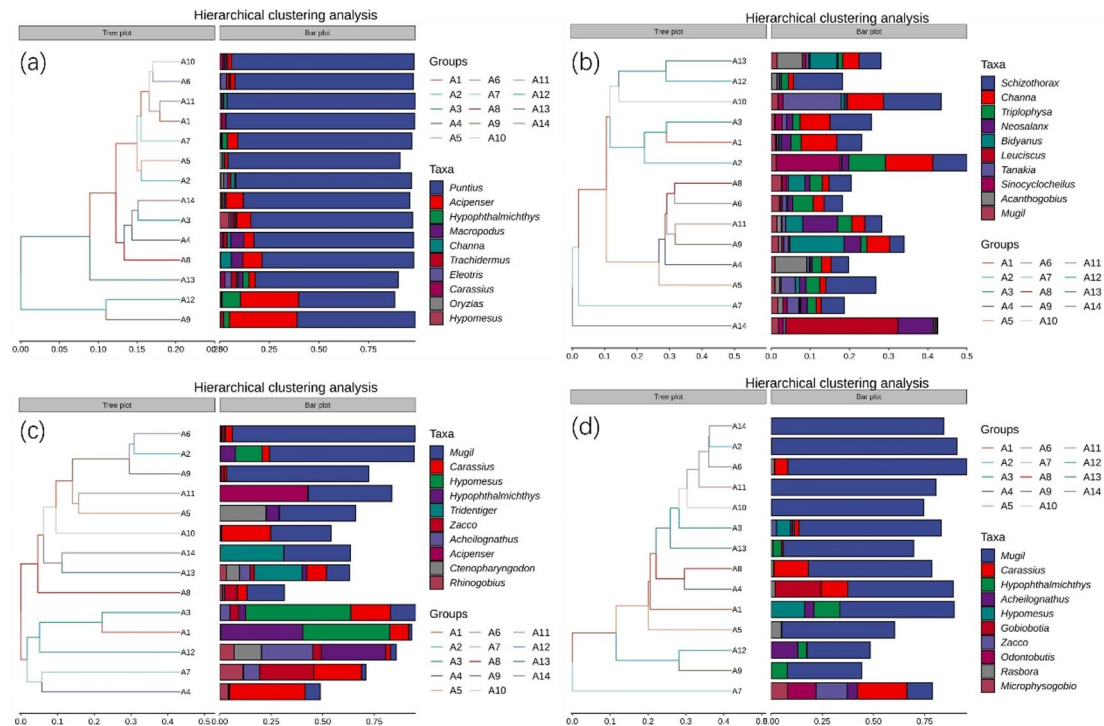 Hierarchical clustering analysis
Tree plot
Bar plot
(a)
A10
A6
A11
A1
A7
A5
A2
A14
A3
A4
A8
A13
A12
A9
0.00 0.05 0.10 0.15 0.20
0.25 0.50 0.75
Groups
A1 A6 A11
A2 A7 A12
A3 A8 A13
A4 A9 A14
A5 A10
Taxa
Puntius
Acipenser
Hypophthalmichthys
Macropodus
Channa
Trachidermus
Eleotris
Carassius
Oryzias
Hypomesus
Hierarchical clustering analysis
Tree plot
Bar plot
(b)
A13
A12
A10
A3
A1
A2
A8
A6
A11
A9
A4
A5
A7
A14
0.0 0.1 0.2 0.3 0.4 0.5
0.0 0.1 0.2 0.3 0.4 0.5
Taxa
Schizothorax
Channa
Triplophysa
Neosalanx
Bidyanus
Leuciscus
Tanakia
Sinocyclocheilus
Acanthogobius
Mugil
Groups
A1 A6 A11
A2 A7 A12
A3 A8 A13
A4 A9 A14
A5 A10
Hierarchical clustering analysis
Tree plot
Bar plot
(c)
A6
A2
A9
A11
A5
A10
A14
A13
A8
A3
A1
A12
A7
A4
0.0 0.1 0.2 0.3 0.4
0.25 0.50 0.75
Taxa
Mugil
Carassius
Hypomesus
Hypophthalmichthys
Tridentiger
Zacco
Acheilognathus
Acipenser
Ctenopharyngodon
Rhinogobius
Groups
A1 A6 A11
A2 A7 A12
A3 A8 A13
A4 A9 A14
A5 A10
Hierarchical clustering analysis
Tree plot
Bar plot
(d)
A14
A2
A6
A11
A10
A3
A13
A8
A4
A1
A5
A12
A9
A7
0.0 0.1 0.2 0.3 0.4
0.25 0.50 0.75
Groups
A1 A6 A11
A2 A7 A12
A3 A8 A13
A4 A9 A14
A5 A10
Taxa
Mugil
Carassius
Hypophthalmichthys
Acheilognathus
Hypomesus
Gobiobotia
Zacco
Odontobutis
Rasbora
Microphysogobio